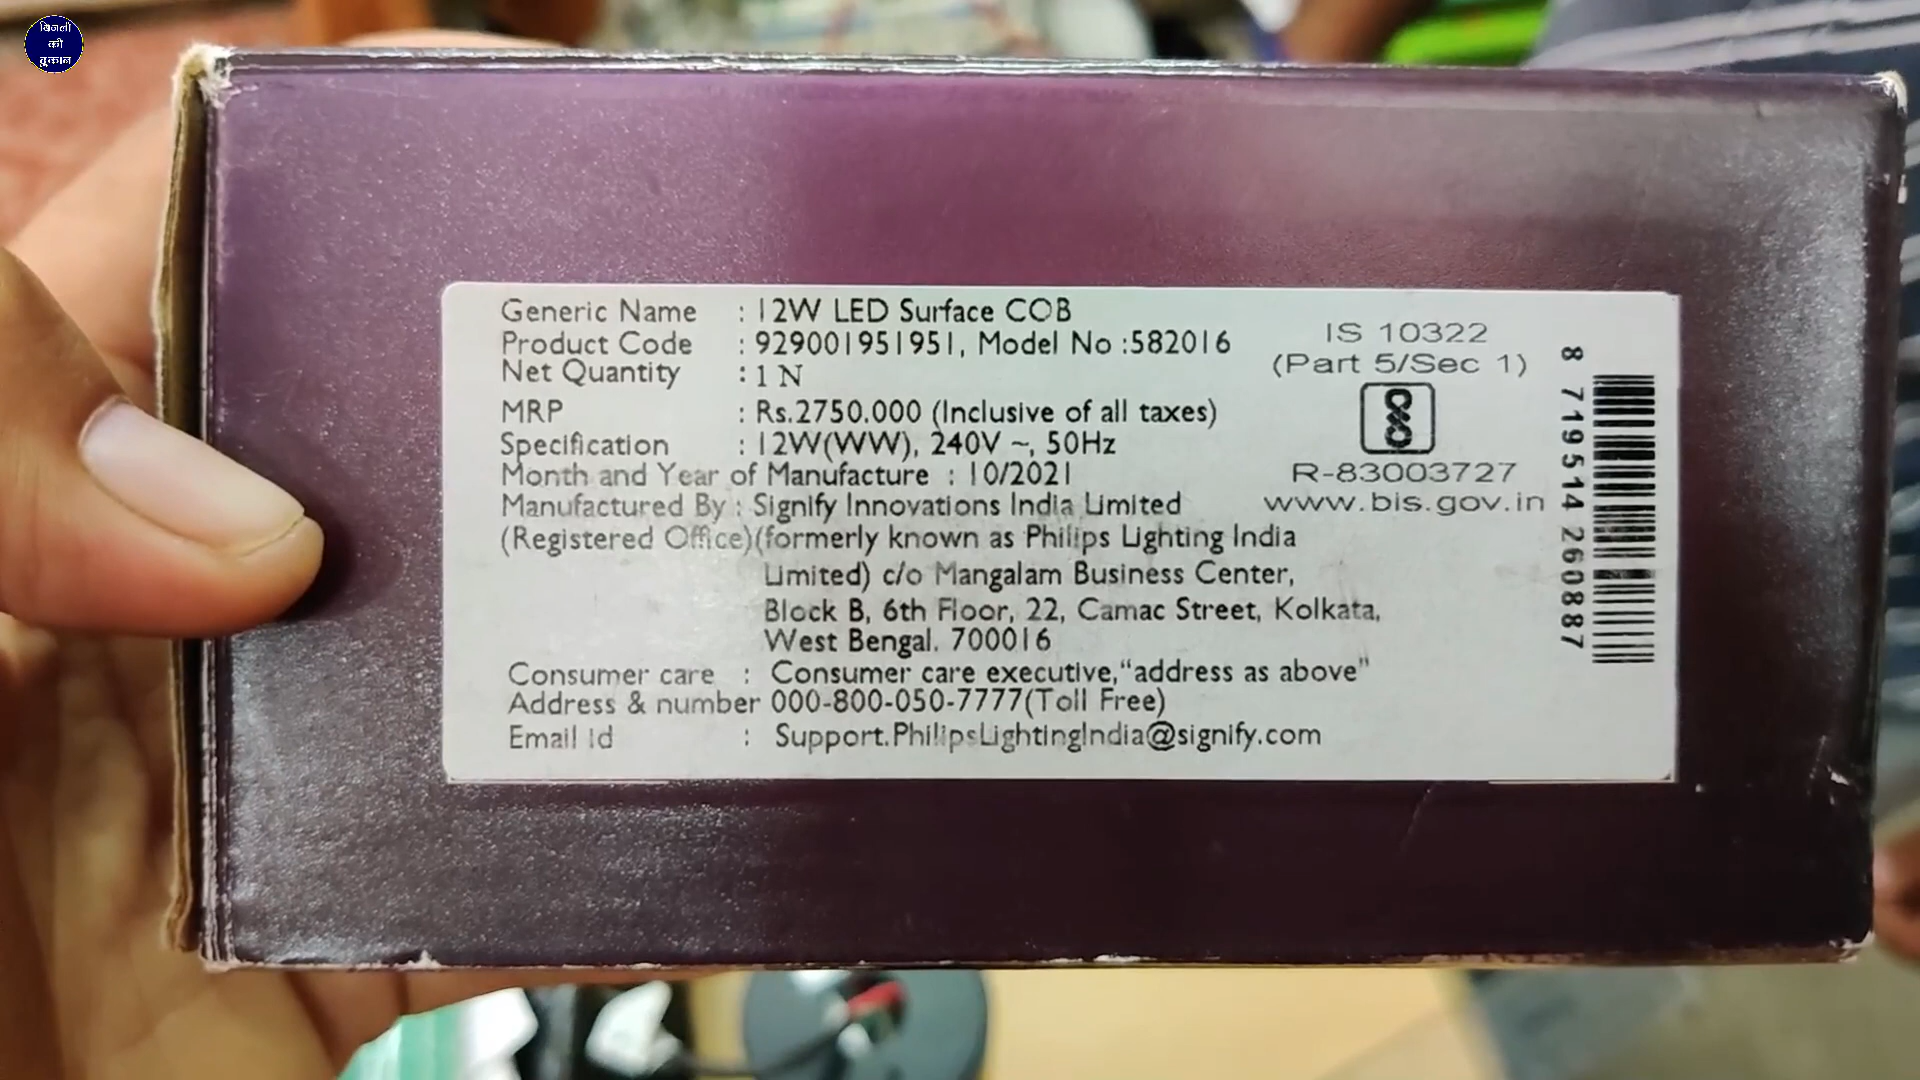 बिजली
की
दुकान
Generic Name : 12W LED Surface COB
Product Code : 929001951951, Model No :582016
Net Quantity : 1 N
MRP : Rs.2750.000 (Inclusive of all taxes)
Specification : 12W(WW), 240V ~, 50Hz
Month and Year of Manufacture : 10/2021
Manufactured By : Signify Innovations India Limited
(Registered Office)(formerly known as Philips Lighting India
Limited) c/o Mangalam Business Center,
Block B, 6th Floor, 22, Camac Street, Kolkata,
West Bengal. 700016
Consumer care : Consumer care executive,“address as above”
Address & number 000-800-050-7777(Toll Free)
Email id : Support.PhilipsLightingIndia@signify.com
IS 10322
(Part 5/Sec 1)
R-83003727
www.bis.gov.in
8 719514 260887